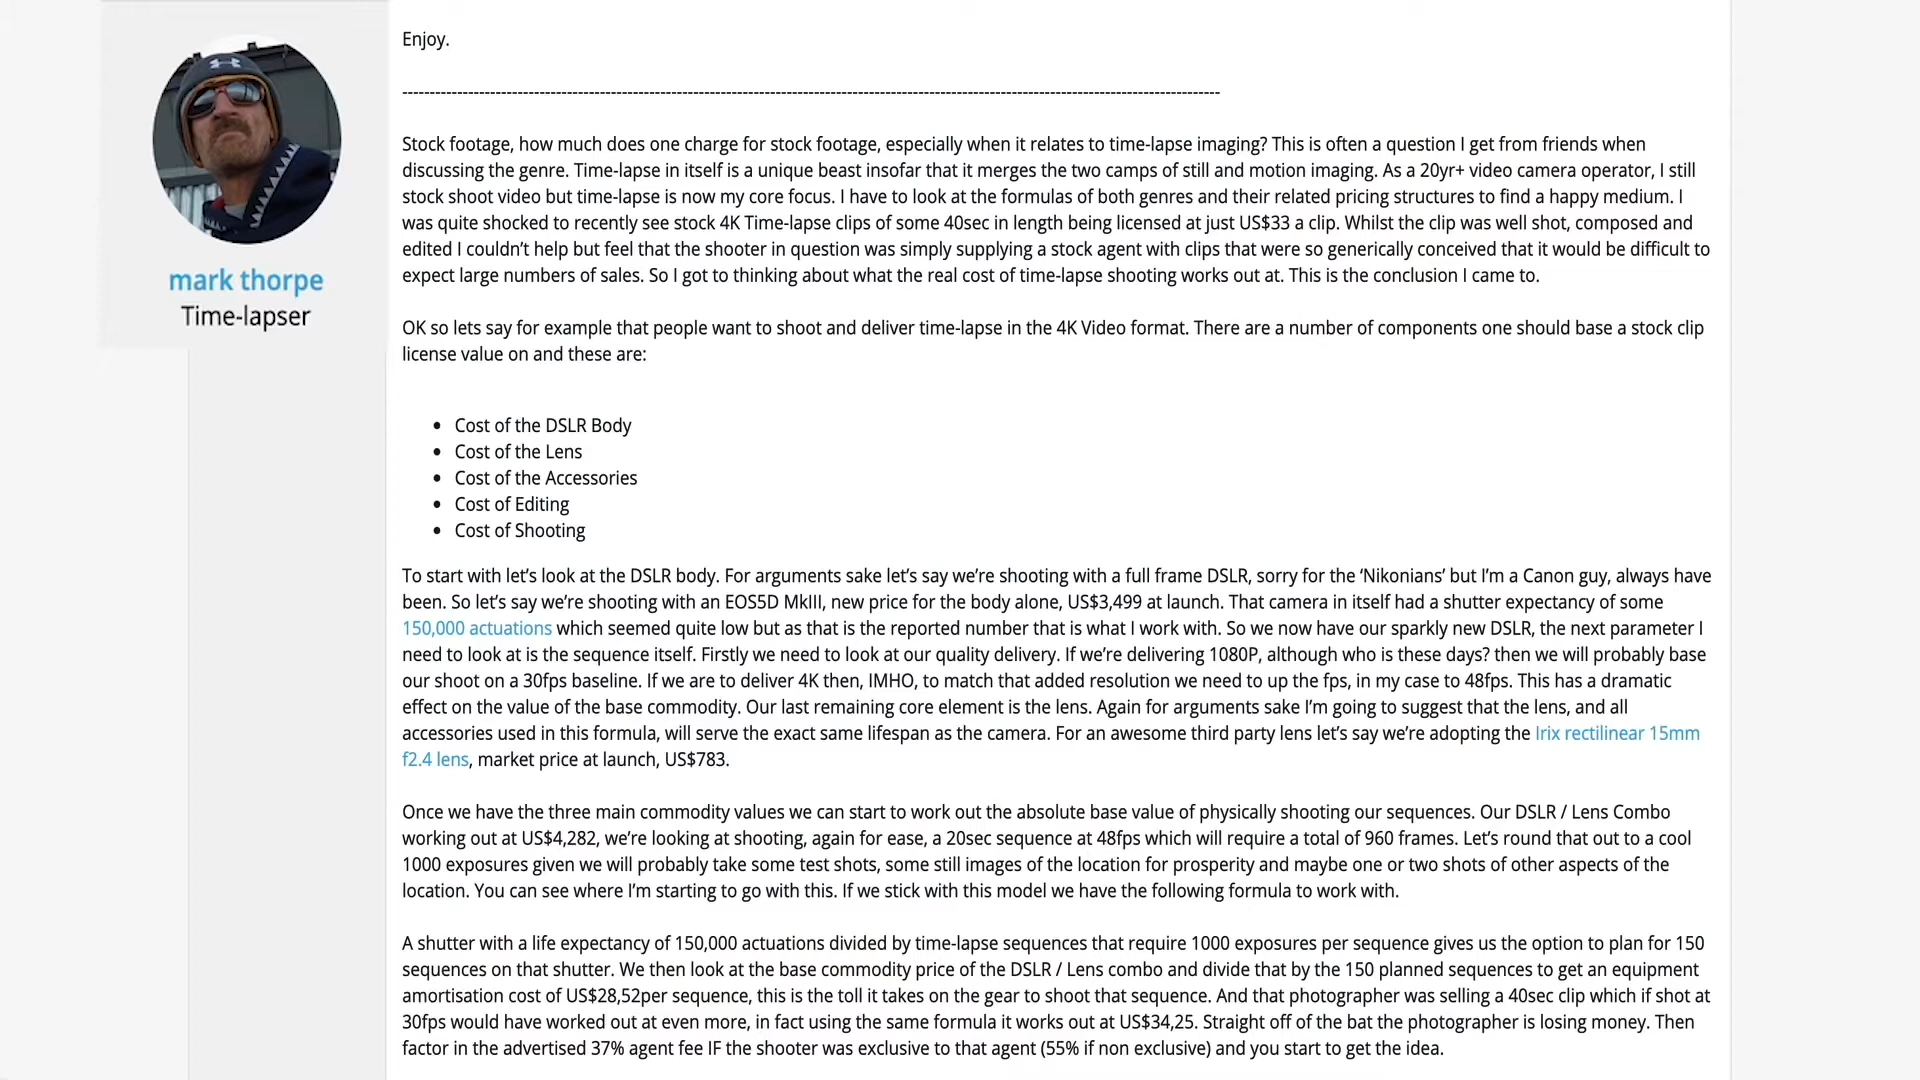 mark thorpe
Time-lapser
Enjoy.
------------------------------------------------------------------------------------------------------------------------------------------------------
Stock footage, how much does one charge for stock footage, especially when it relates to time-lapse imaging? This is often a question I get from friends when
discussing the genre. Time-lapse in itself is a unique beast insofar that it merges the two camps of still and motion imaging. As a 20yr+ video camera operator, I still
stock shoot video but time-lapse is now my core focus. I have to look at the formulas of both genres and their related pricing structures to find a happy medium. I
was quite shocked to recently see stock 4K Time-lapse clips of some 40sec in length being licensed at just US$33 a clip. Whilst the clip was well shot, composed and
edited I couldn’t help but feel that the shooter in question was simply supplying a stock agent with clips that were so generically conceived that it would be difficult to
expect large numbers of sales. So I got to thinking about what the real cost of time-lapse shooting works out at. This is the conclusion I came to.
OK so lets say for example that people want to shoot and deliver time-lapse in the 4K Video format. There are a number of components one should base a stock clip
license value on and these are:
• Cost of the DSLR Body
• Cost of the Lens
• Cost of the Accessories
• Cost of Editing
• Cost of Shooting
To start with let’s look at the DSLR body. For arguments sake let’s say we’re shooting with a full frame DSLR, sorry for the ‘Nikonians’ but I’m a Canon guy, always have
been. So let’s say we’re shooting with an EOS5D MkIII, new price for the body alone, US$3,499 at launch. That camera in itself had a shutter expectancy of some
150,000 actuations which seemed quite low but as that is the reported number that is what I work with. So we now have our sparkly new DSLR, the next parameter I
need to look at is the sequence itself. Firstly we need to look at our quality delivery. If we’re delivering 1080P, although who is these days? then we will probably base
our shoot on a 30fps baseline. If we are to deliver 4K then, IMHO, to match that added resolution we need to up the fps, in my case to 48fps. This has a dramatic
effect on the value of the base commodity. Our last remaining core element is the lens. Again for arguments sake I’m going to suggest that the lens, and all
accessories used in this formula, will serve the exact same lifespan as the camera. For an awesome third party lens let’s say we’re adopting the Irix rectilinear 15mm
f2.4 lens, market price at launch, US$783.
Once we have the three main commodity values we can start to work out the absolute base value of physically shooting our sequences. Our DSLR / Lens Combo
working out at US$4,282, we’re looking at shooting, again for ease, a 20sec sequence at 48fps which will require a total of 960 frames. Let’s round that out to a cool
1000 exposures given we will probably take some test shots, some still images of the location for prosperity and maybe one or two shots of other aspects of the
location. You can see where I’m starting to go with this. If we stick with this model we have the following formula to work with.
A shutter with a life expectancy of 150,000 actuations divided by time-lapse sequences that require 1000 exposures per sequence gives us the option to plan for 150
sequences on that shutter. We then look at the base commodity price of the DSLR / Lens combo and divide that by the 150 planned sequences to get an equipment
amortisation cost of US$28,52per sequence, this is the toll it takes on the gear to shoot that sequence. And that photographer was selling a 40sec clip which if shot at
30fps would have worked out at even more, in fact using the same formula it works out at US$34,25. Straight off of the bat the photographer is losing money. Then
factor in the advertised 37% agent fee IF the shooter was exclusive to that agent (55% if non exclusive) and you start to get the idea.